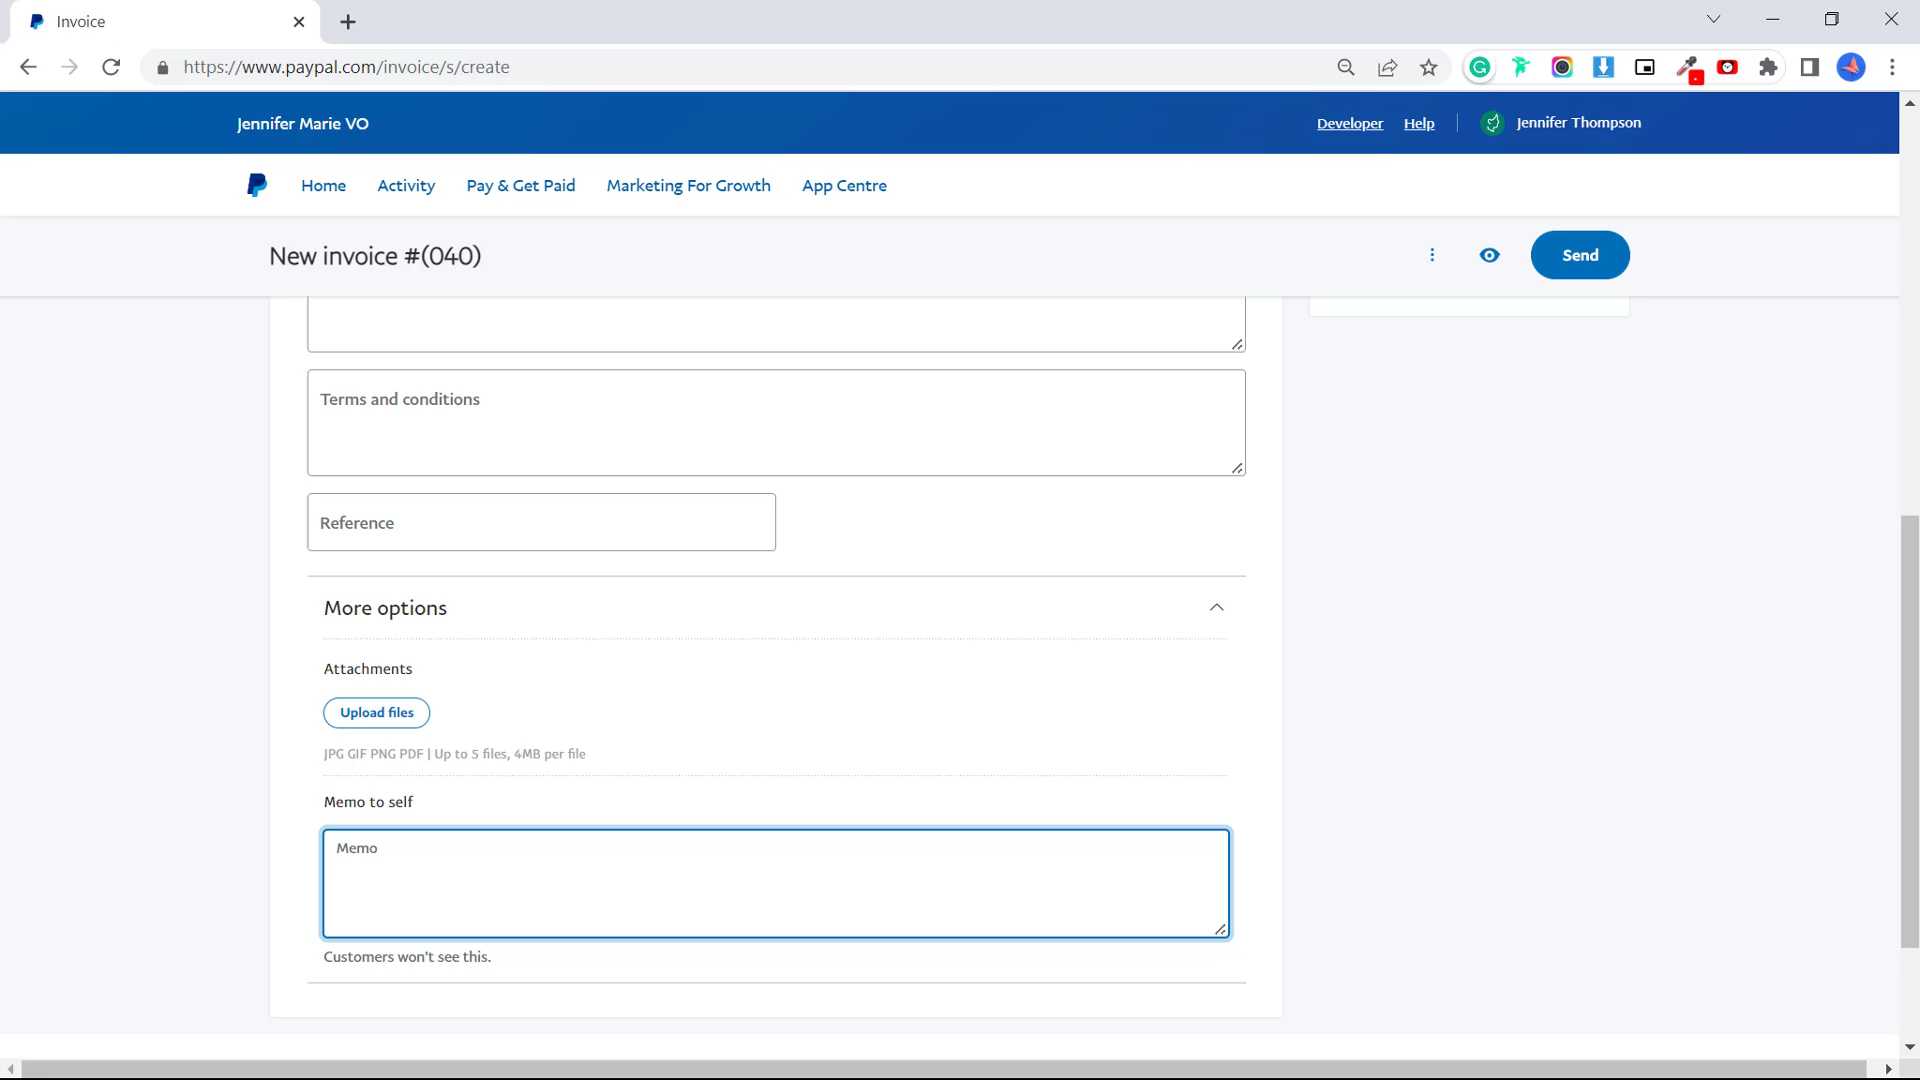 Invoice
https://www.paypal.com/invoice/s/create
Jennifer Marie VO
Developer
Help
Jennifer Thompson
Home
Activity
Pay & Get Paid
Marketing For Growth
App Centre
New invoice #(040)
Send
Terms and conditions
Reference
More options
Attachments
Upload files
JPG GIF PNG PDF | Up to 5 files, 4MB per file
Memo to self
Memo
Customers won't see this.